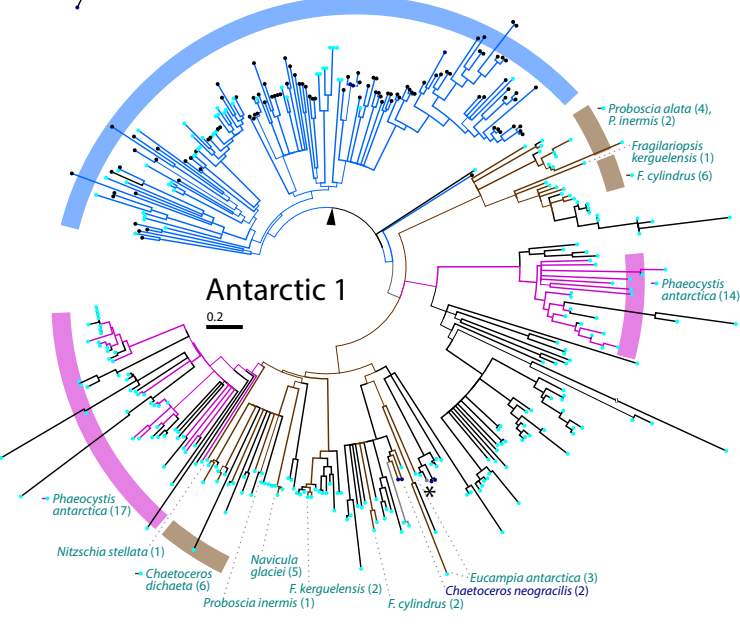 Proboscia alata (4),
P. inermis (2)
Fragilariopsis
kerguelensis (1)
F. cylindrus (6)
Antarctic 1
0.2
Phaeocystis
antarctica (14)
*
Phaeocystis
antarctica (17)
Nitzschia stellata (1)
Chaetoceros
dichaeta (6)
Navicula
glaciei (5)
Proboscia inermis (1)
F. kerguelensis (2)
F. cylindrus (2)
Eucampia antarctica (3)
Chaetoceros neogracilis (2)